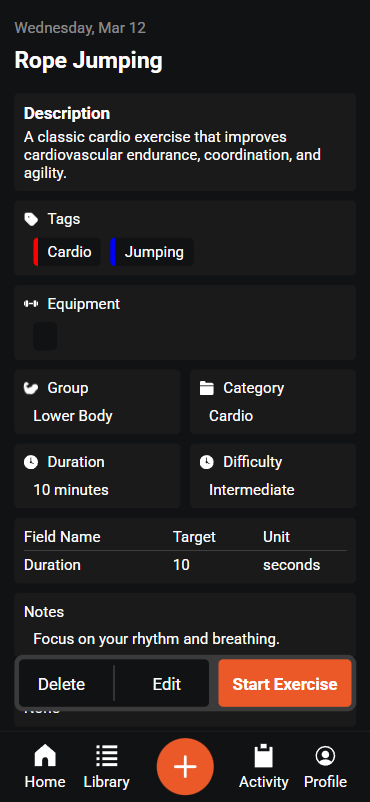 Wednesday, Mar 12
Rope Jumping
Description
A classic cardio exercise that improves
cardiovascular endurance, coordination, and
agility.
Tags
Cardio Jumping
Equipment
Group Category
Lower Body Cardio
Duration Difficulty
10 minutes Intermediate
Field Name Target Unit
Duration 10 seconds
Notes
Focus on your rhythm and breathing.
Delete Edit Start Exercise
Home Library Activity Profile